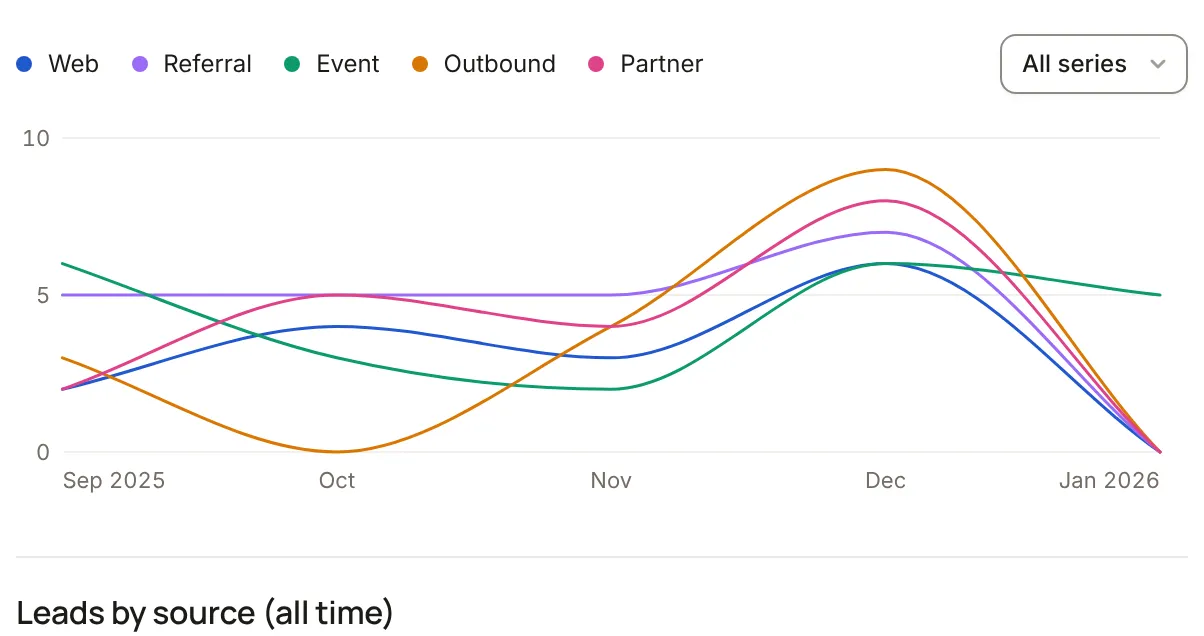 Web Referral Event Outbound Partner All series
10
5
0
Sep 2025 Oct Nov Dec Jan 2026
Leads by source (all time)